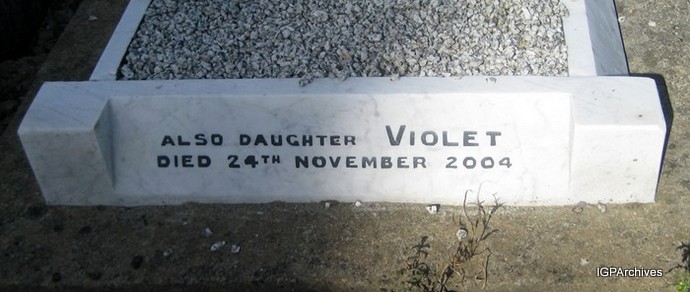 ALSO DAUGHTER VIOLET
DIED 24TH NOVEMBER 2004
IGPArchives